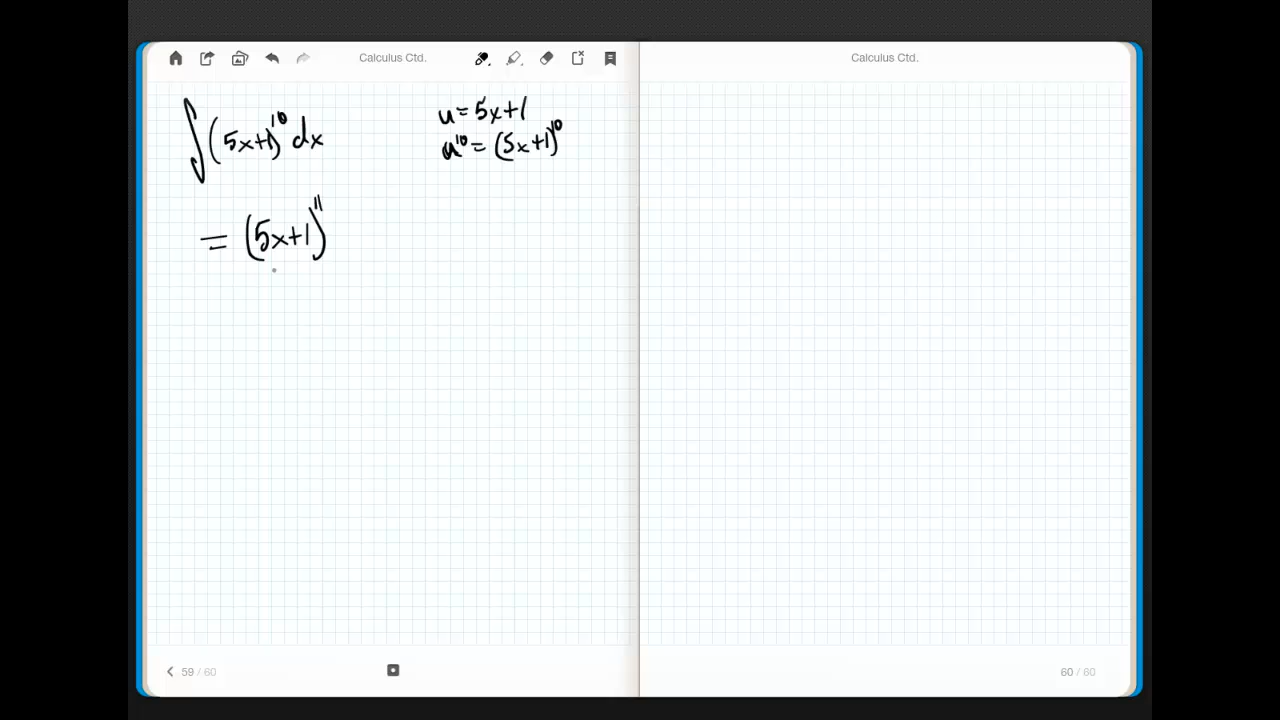 Calculus Ctd.
Calculus Ctd.
∫(5x+1)¹⁰ dx
u=5x+1
u¹⁰ = (5x+1)¹⁰
= (5x+1)¹¹
59 / 60
60 / 60